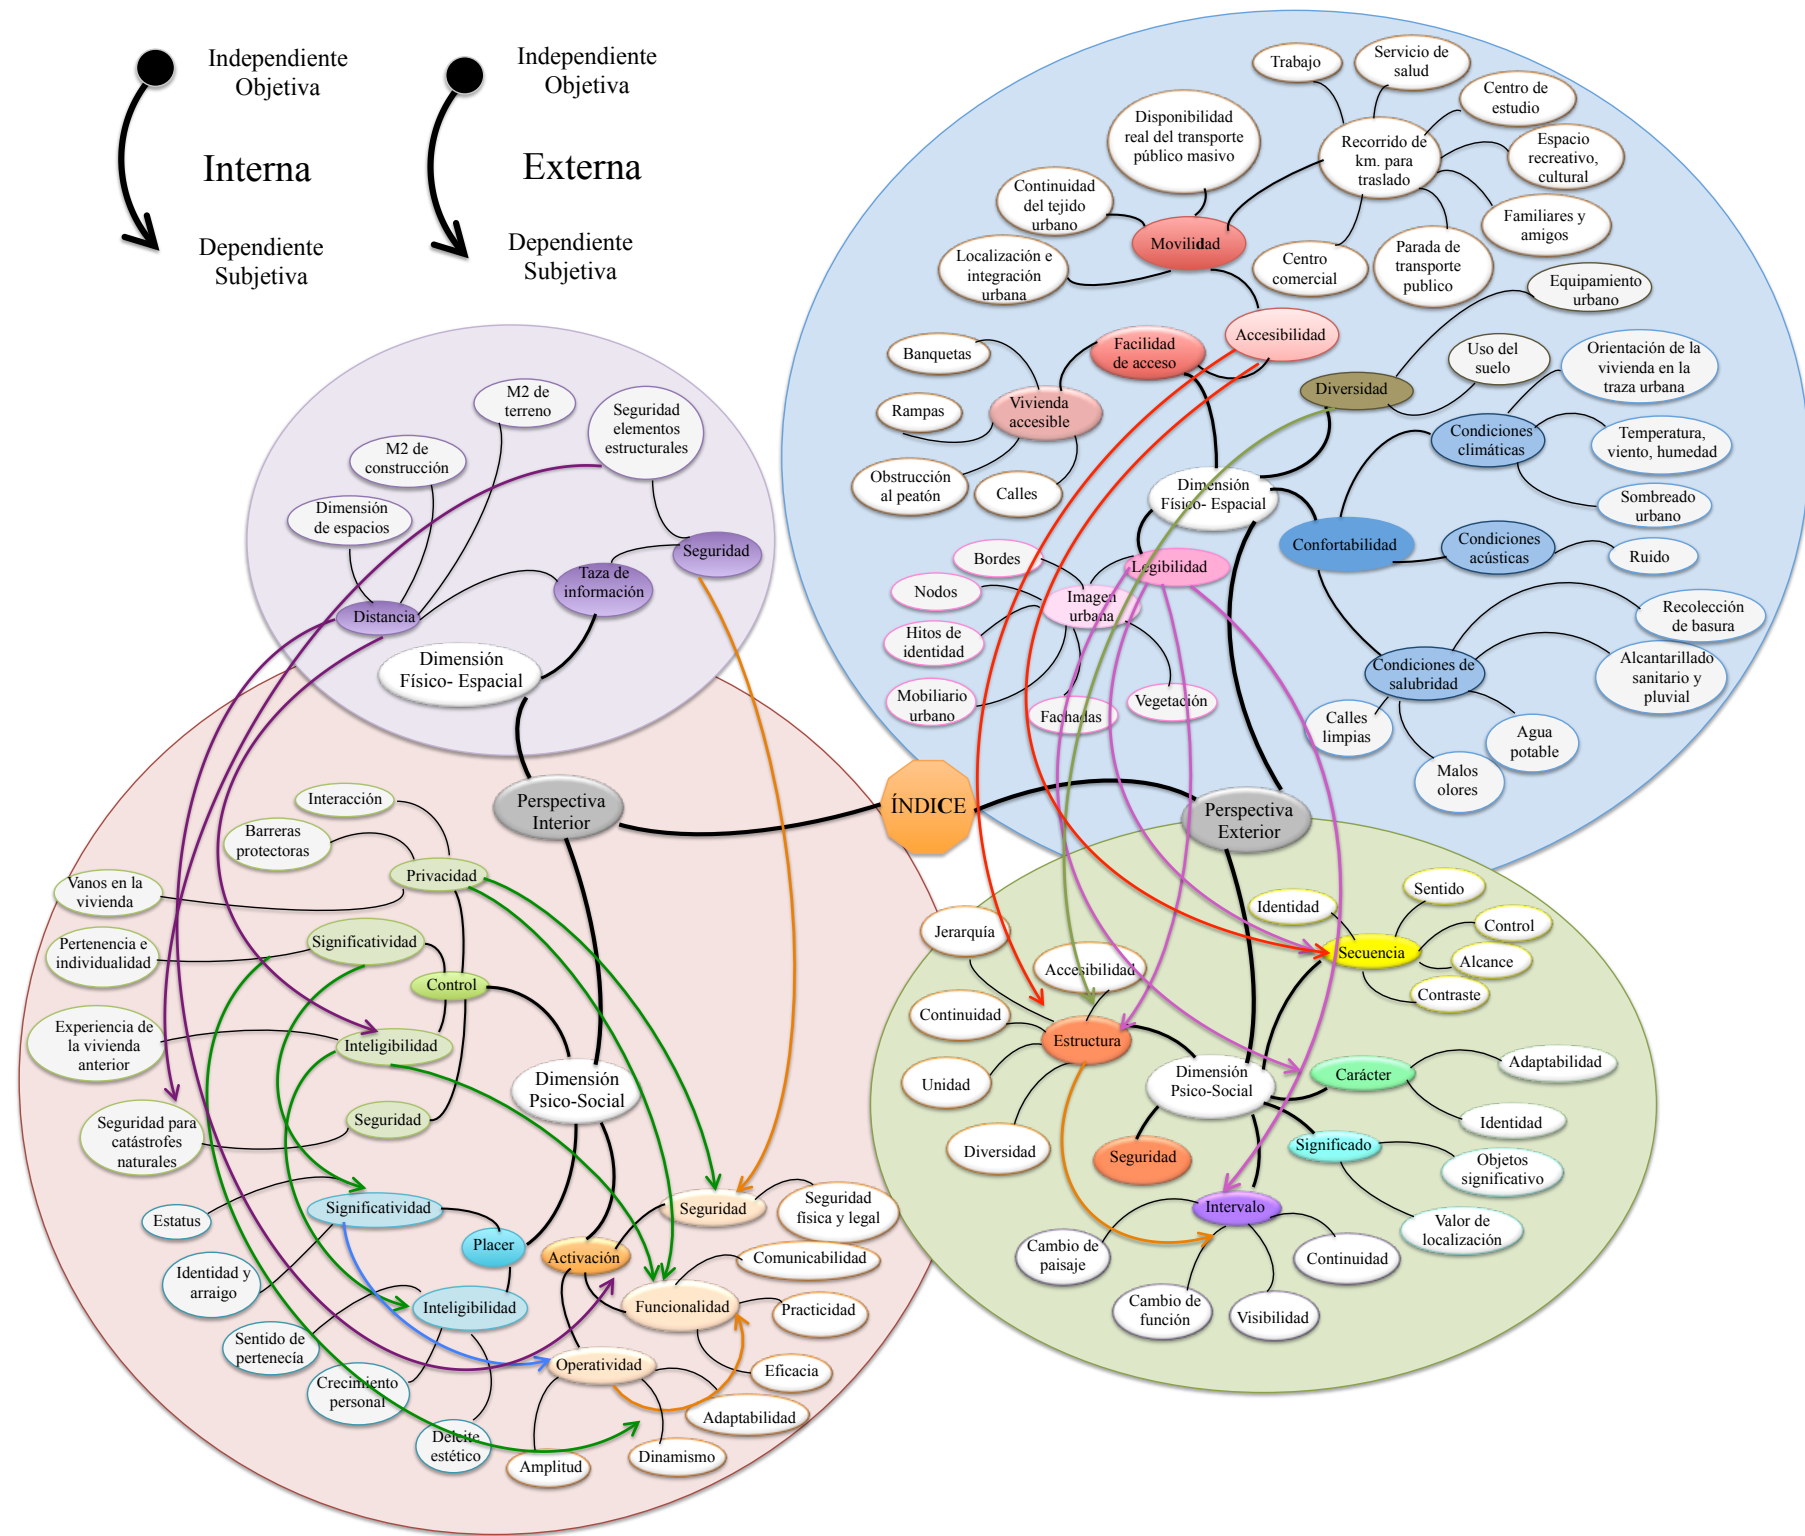 Independiente
Objetiva
Interna
Dependiente
Subjetiva
Independiente
Objetiva
Externa
Dependiente
Subjetiva
Trabajo
Servicio de
salud
Centro de
estudio
Disponibilidad
real del transporte
público masivo
Recorrido de
km. para
traslado
Espacio
recreativo,
cultural
Continuidad
del tejido
urbano
Familiares y
amigos
Movilidad
Localización e
integración
urbana
Centro
comercial
Parada de
transporte
publico
Equipamiento
urbano
Accesibilidad
Facilidad
de acceso
Banquetas
Uso del
suelo
Orientación de la
vivienda en la
traza urbana
Diversidad
Rampas
Vivienda
accesible
Condiciones
climáticas
Temperatura,
viento, humedad
Obstrucción
al peatón
Calles
Dimensión
Físico- Espacial
Sombreado
urbano
Confortabilidad
Condiciones
acústicas
Ruido
Bordes
Legibilidad
Nodos
Imagen
urbana
Hitos de
identidad
Recolección
de basura
Mobiliario
urbano
Fachadas
Vegetación
Condiciones de
salubridad
Alcantarillado
sanitario y
pluvial
Calles
limpias
Agua
potable
Malos
olores
M2 de
terreno
Seguridad
elementos
estructurales
M2 de
construcción
Dimensión
de espacios
Seguridad
Taza de
información
Distancia
Dimensión
Físico- Espacial
Perspectiva
Interior
ÍNDICE
Perspectiva
Exterior
Interacción
Barreras
protectoras
Privacidad
Vanos en la
vivienda
Significatividad
Pertenencia e
individualidad
Control
Experiencia de
la vivienda
anterior
Inteligibilidad
Dimensión
Psico-Social
Seguridad
Seguridad para
catástrofes
naturales
Significatividad
Estatus
Placer
Activación
Seguridad
Seguridad
física y legal
Comunicabilidad
Identidad y
arraigo
Inteligibilidad
Funcionalidad
Practicidad
Sentido de
pertenecía
Operatividad
Eficacia
Crecimiento
personal
Adaptabilidad
Deleite
estético
Amplitud
Dinamismo
Identidad
Sentido
Control
Secuencia
Alcance
Contraste
Jerarquía
Accesibilidad
Continuidad
Estructura
Unidad
Dimensión
Psico-Social
Carácter
Adaptabilidad
Identidad
Diversidad
Seguridad
Significado
Objetos
significativo
Intervalo
Valor de
localización
Cambio de
paisaje
Continuidad
Cambio de
función
Visibilidad